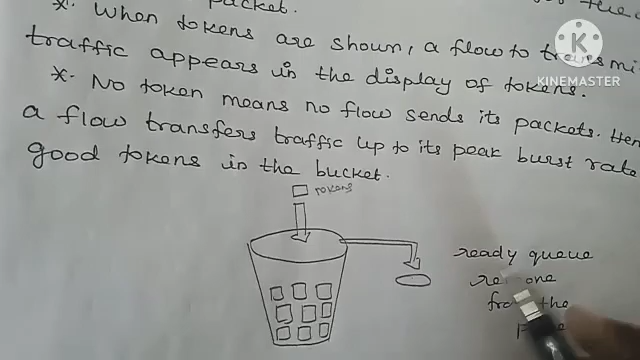 packet.
*. When tokens are shown, a flow to transmi
traffic appears in the display of tokens.
*. No token means no flow sends its packets. Hen
a flow transfers traffic up to its peak burst rate
good tokens in the bucket.
tokens
ready queue
from the
K
KINEMASTER